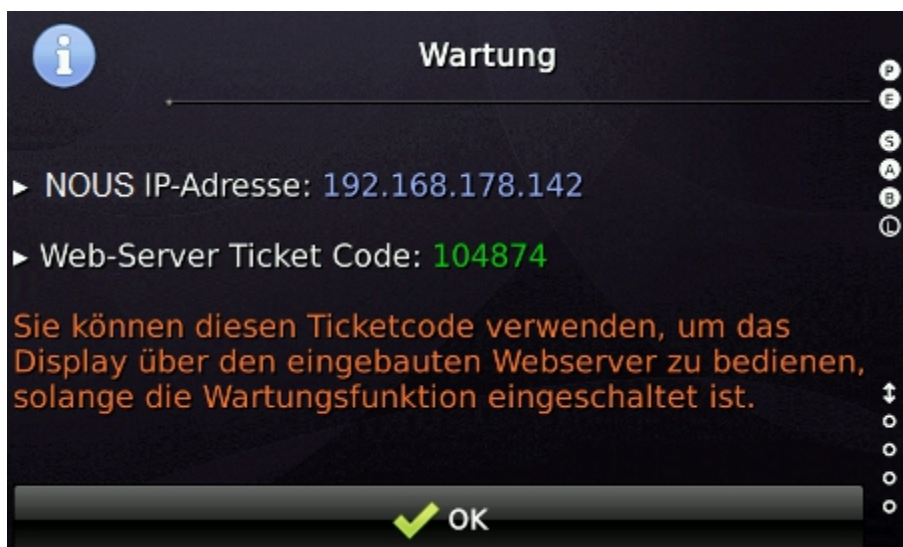 Wartung
▸ NOUS IP-Adresse: 192.168.178.142
▸ Web-Server Ticket Code: 104874
Sie können diesen Ticketcode verwenden, um das
Display über den eingebauten Webserver zu bedienen,
solange die Wartungsfunktion eingeschaltet ist.
OK
P
E
S
A
B
L